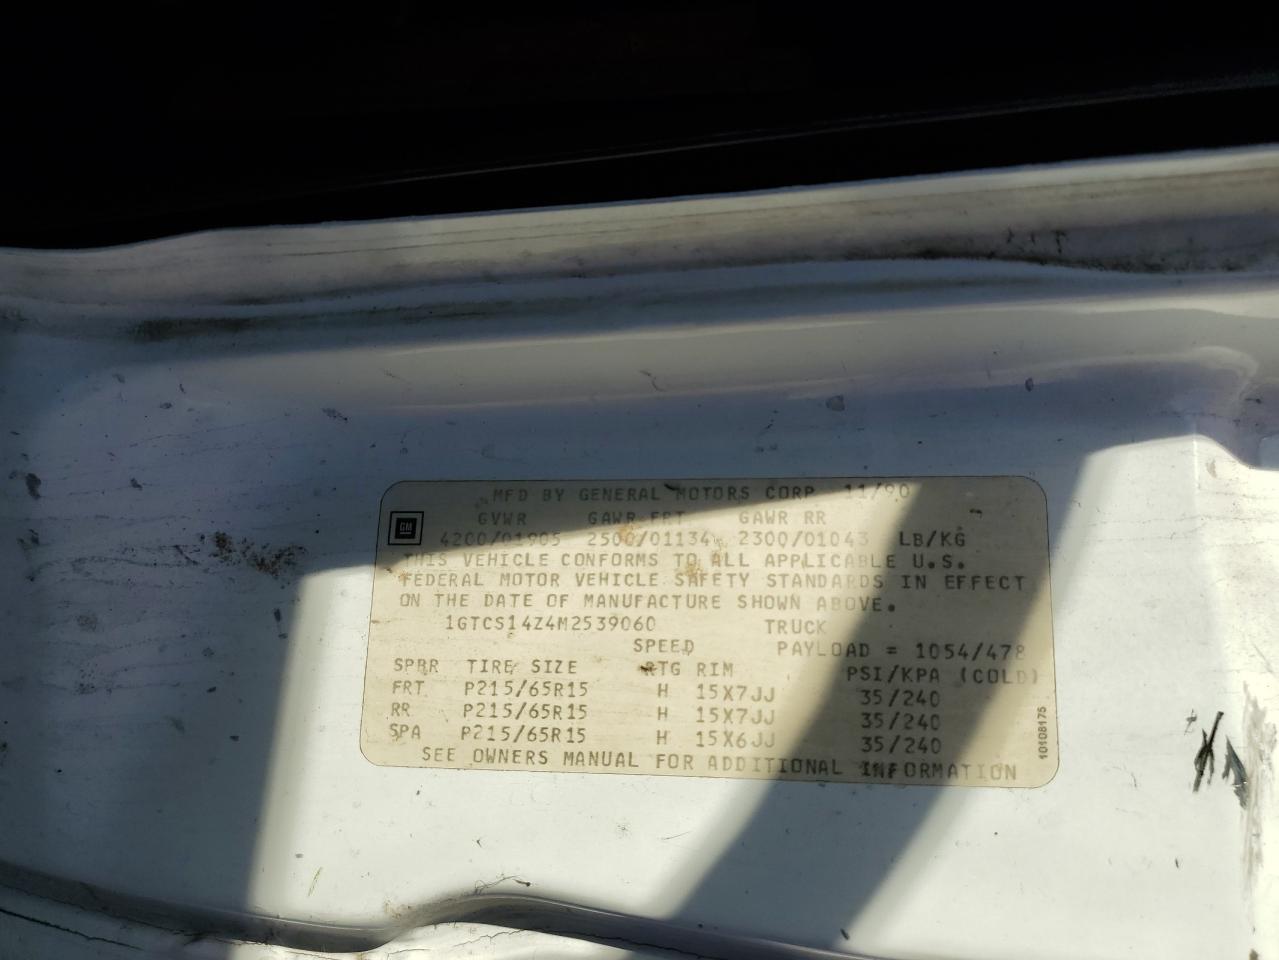 MFD BY GENERAL MOTORS CORP 11/90
GVWR GAWR FRT GAWR RR
GM 4200/01905 2500/01134 2300/01043 LB/KG
THIS VEHICLE CONFORMS TO ALL APPLICABLE U.S.
FEDERAL MOTOR VEHICLE SAFETY STANDARDS IN EFFECT
ON THE DATE OF MANUFACTURE SHOWN ABOVE.
1GTCS14Z4M2539060 TRUCK
SPEED PAYLOAD = 1054/478
SPBR TIRE SIZE RTG RIM PSI/KPA (COLD)
FRT P215/65R15 H 15X7JJ 35/240
RR P215/65R15 H 15X7JJ 35/240
SPA P215/65R15 H 15X6JJ 35/240
SEE OWNERS MANUAL FOR ADDITIONAL INFORMATION
10108175